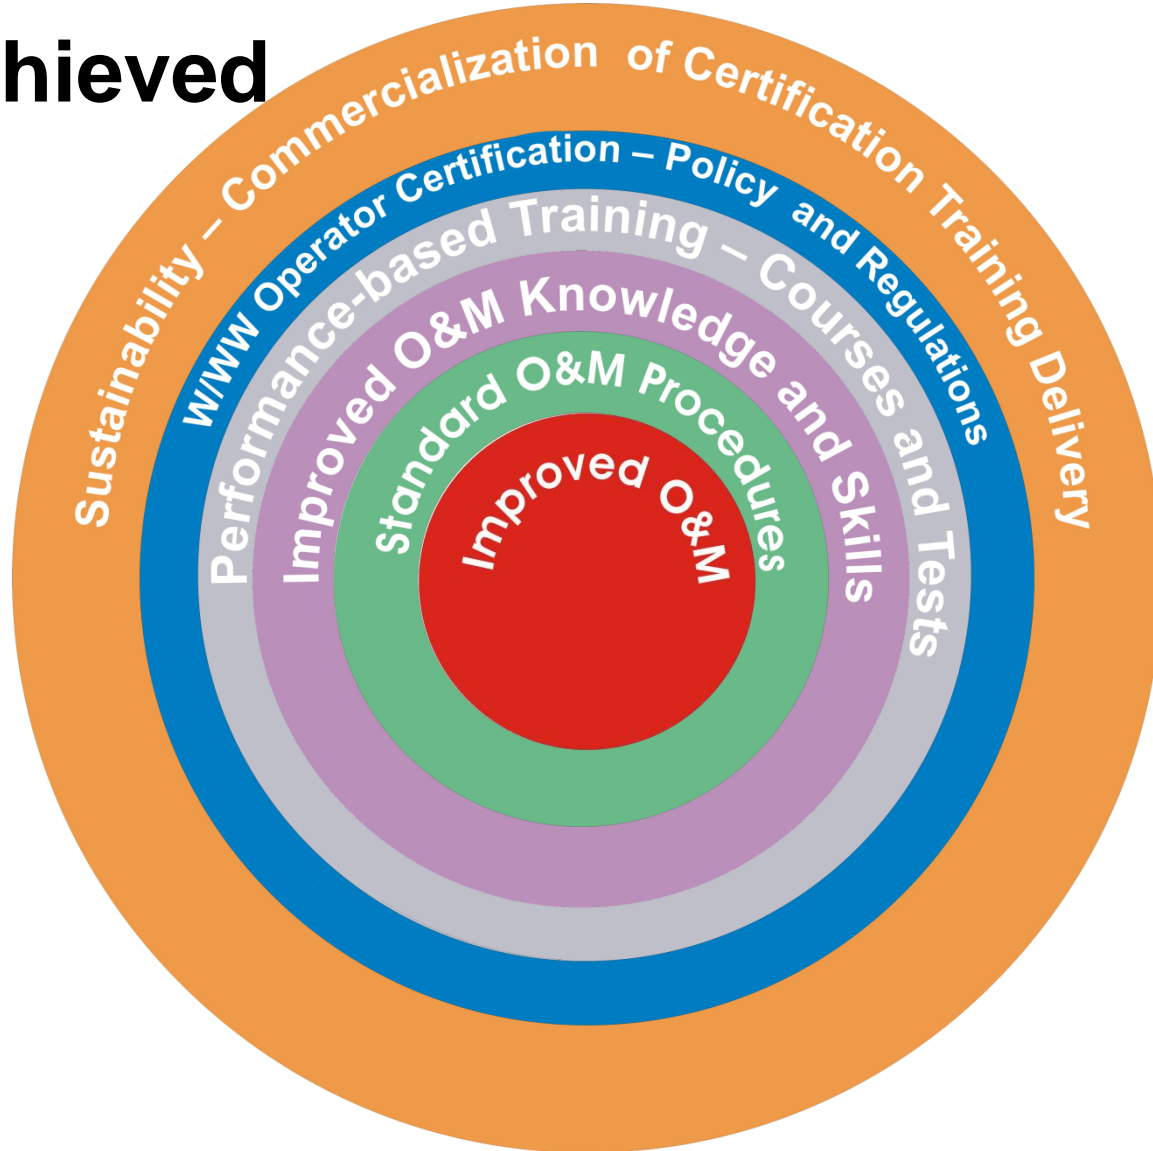 hieved
Sustainability – Commercialization of Certification Training Delivery
W/WW Operator Certification – Policy and Regulations
Performance-based Training – Courses and Tests
Improved O&M Knowledge and Skills
Standard O&M Procedures
Improved O&M